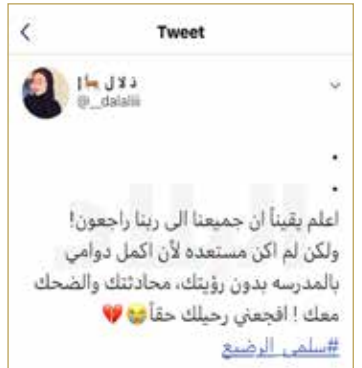 Tweet
ذلال
@__dalaliii
.
.
اعلم يقيناً ان جميعنا الى ربنا راجعون!
ولكن لم اكن مستعده لأن اكمل دوامي
بالمدرسه بدون رؤيتك، محادثتك والضحك
معك ! افجعني رحيلك حقاً😭💔
#سلمى_الرضيع